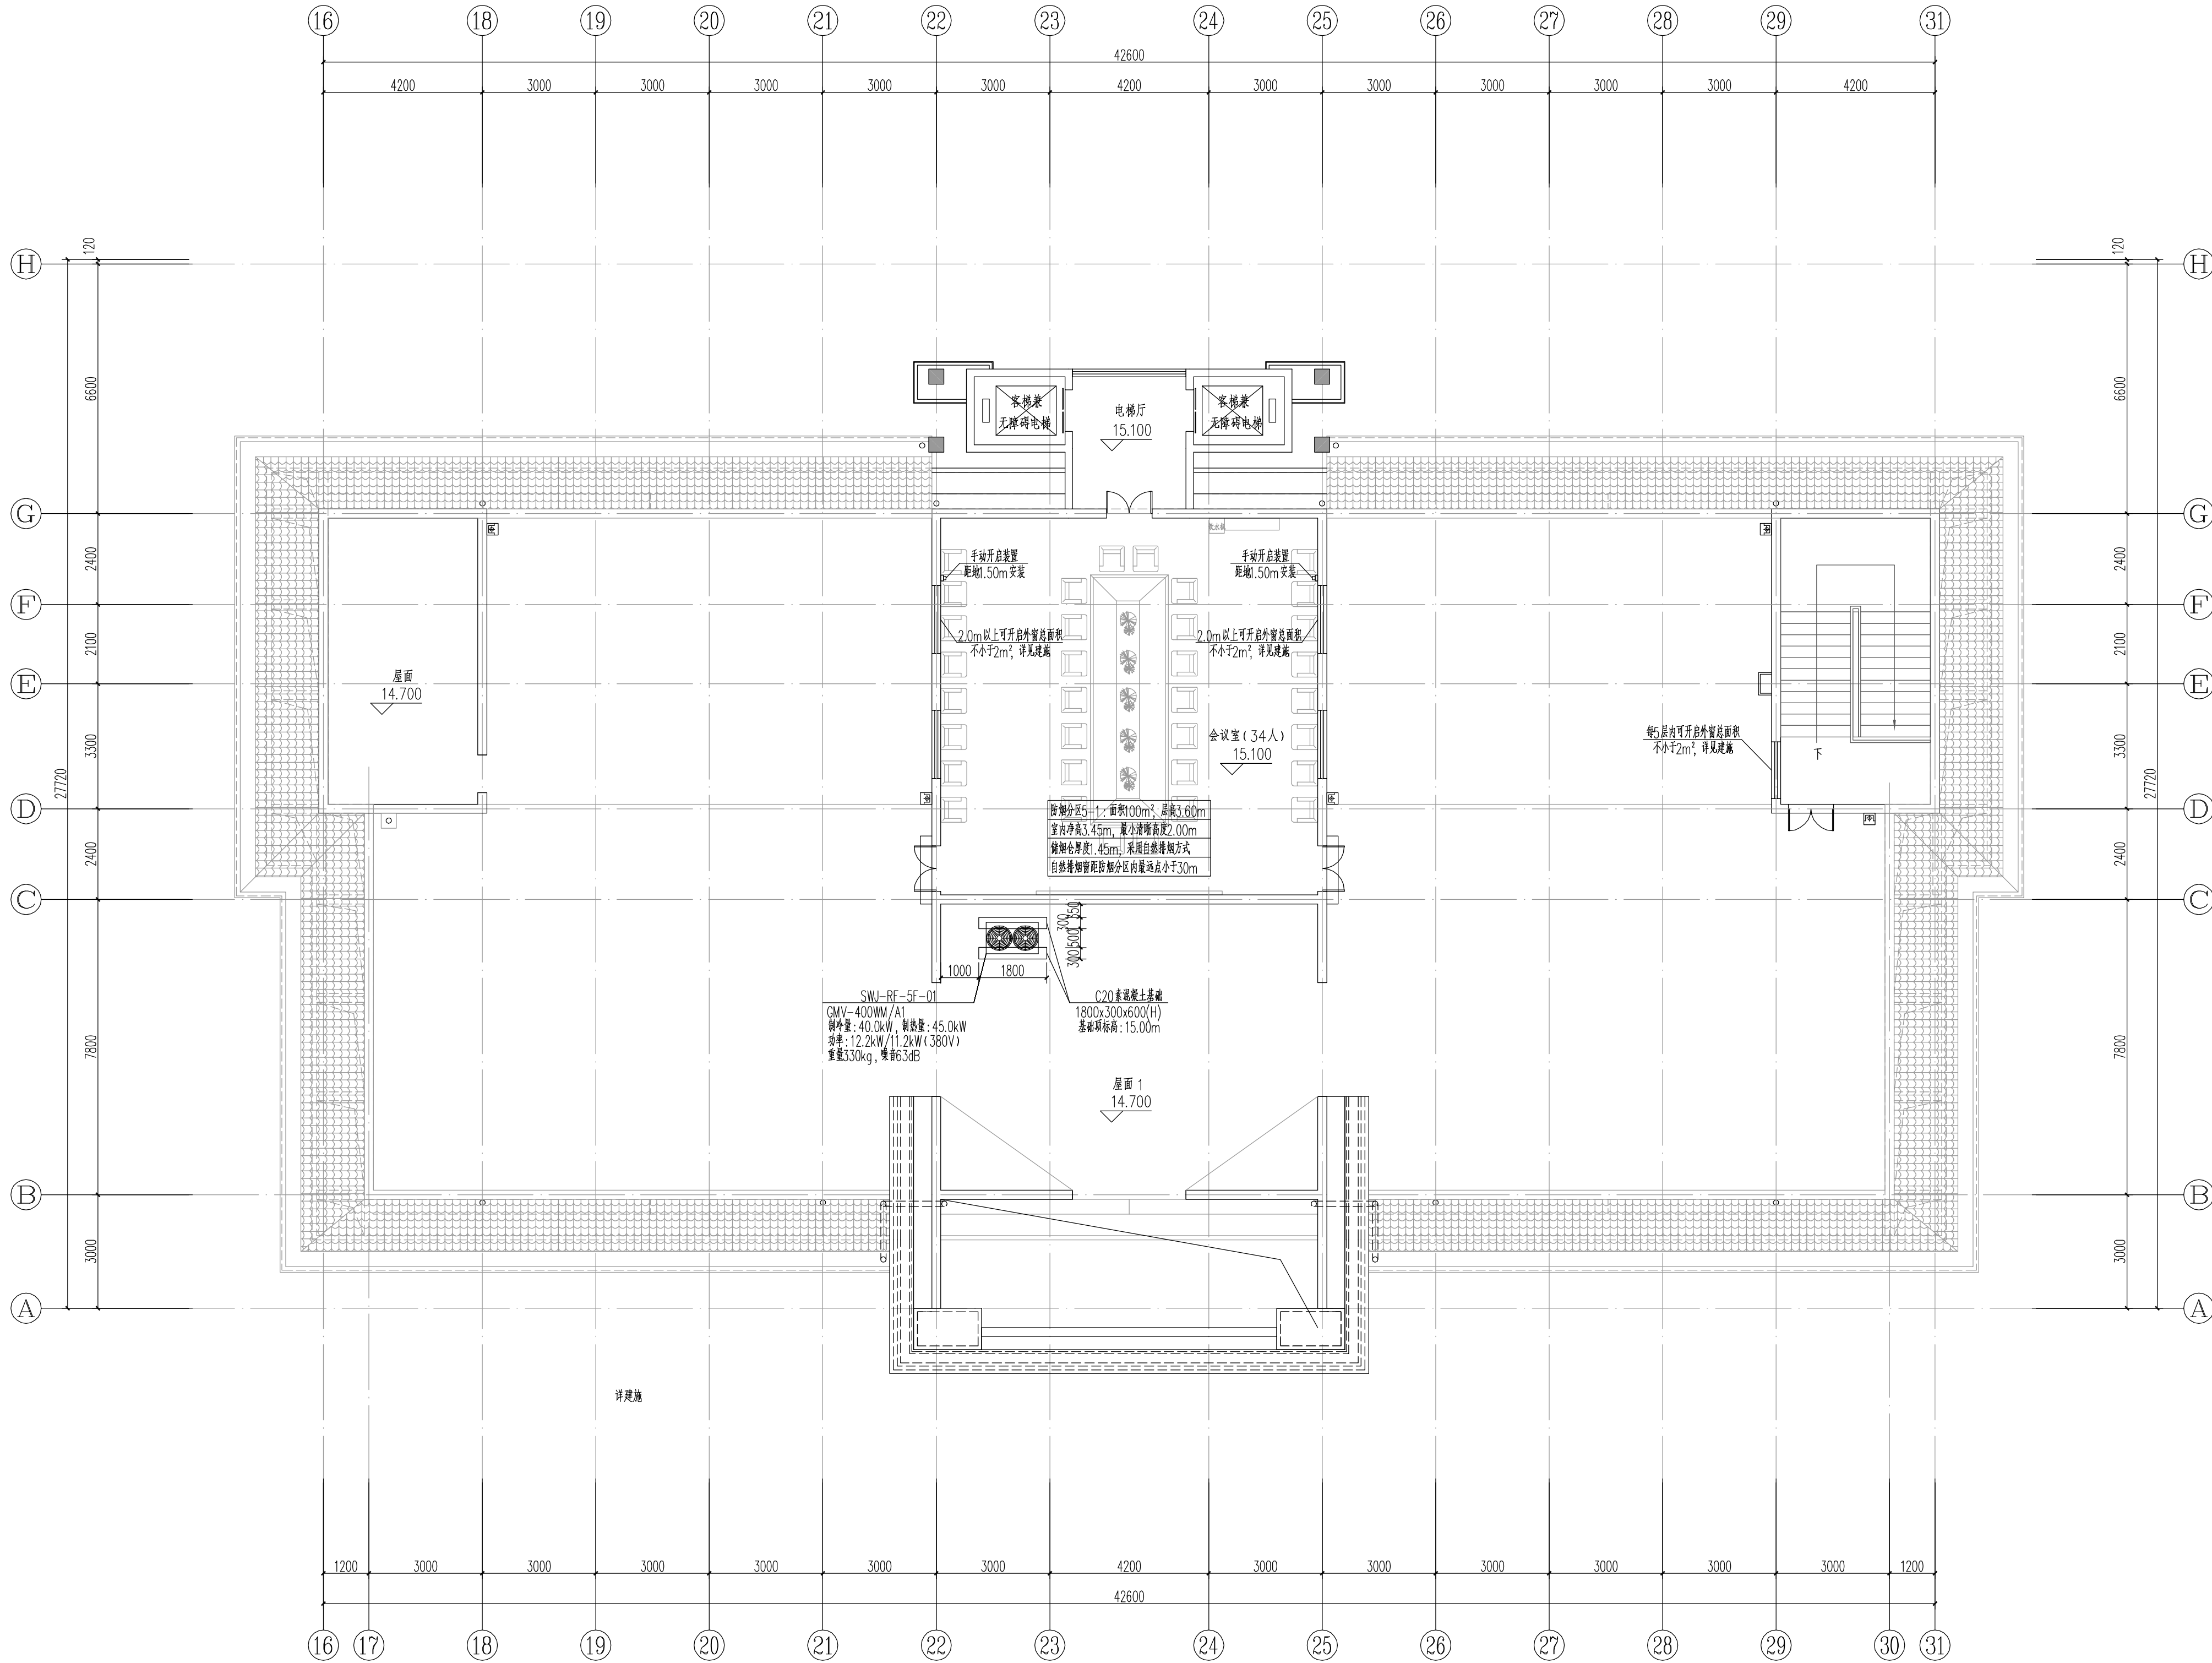 16 18 19 20 21 22 23 24 25 26 27 28 29 31
42600
4200 3000 3000 3000 3000 3000 4200 3000 3000 3000 3000 3000 4200
H 120 120 H
客梯兼
无障碍电梯
电梯厅
15.100
客梯兼
无障碍电梯
6600 6600
G G
饮水机
手动开启装置
距地1.50m安装
手动开启装置
距地1.50m安装
2400 2400
F F
2.0m以上可开启外窗总面积
不小于2m², 详见建施
2.0m以上可开启外窗总面积
不小于2m², 详见建施
2100 2100
E E
屋面
14.700
会议室(34人)
15.100
每5层内可开启外窗总面积
不小于2m², 详见建施
下
3300 3300
27720 27720
D D
防烟分区5-1: 面积100m², 层高3.60m
室内净高3.45m, 最小清晰高度2.00m
储烟仓厚度1.45m, 采用自然排烟方式
自然排烟窗距防烟分区内最远点小于30m
2400 2400
C C
350
300
500
300
1000 1800
SWJ-RF-5F-01
GMV-400WM/A1
制冷量:40.0kW, 制热量:45.0kW
功率:12.2kW/11.2kW(380V)
重量330kg, 噪音63dB
C20素混凝土基础
1800x300x600(H)
基础顶标高:15.00m
7800 7800
屋面 1
14.700
B B
3000 3000
A A
详建施
1200 3000 3000 3000 3000 3000 3000 4200 3000 3000 3000 3000 3000 3000 1200
42600
16 17 18 19 20 21 22 23 24 25 26 27 28 29 30 31